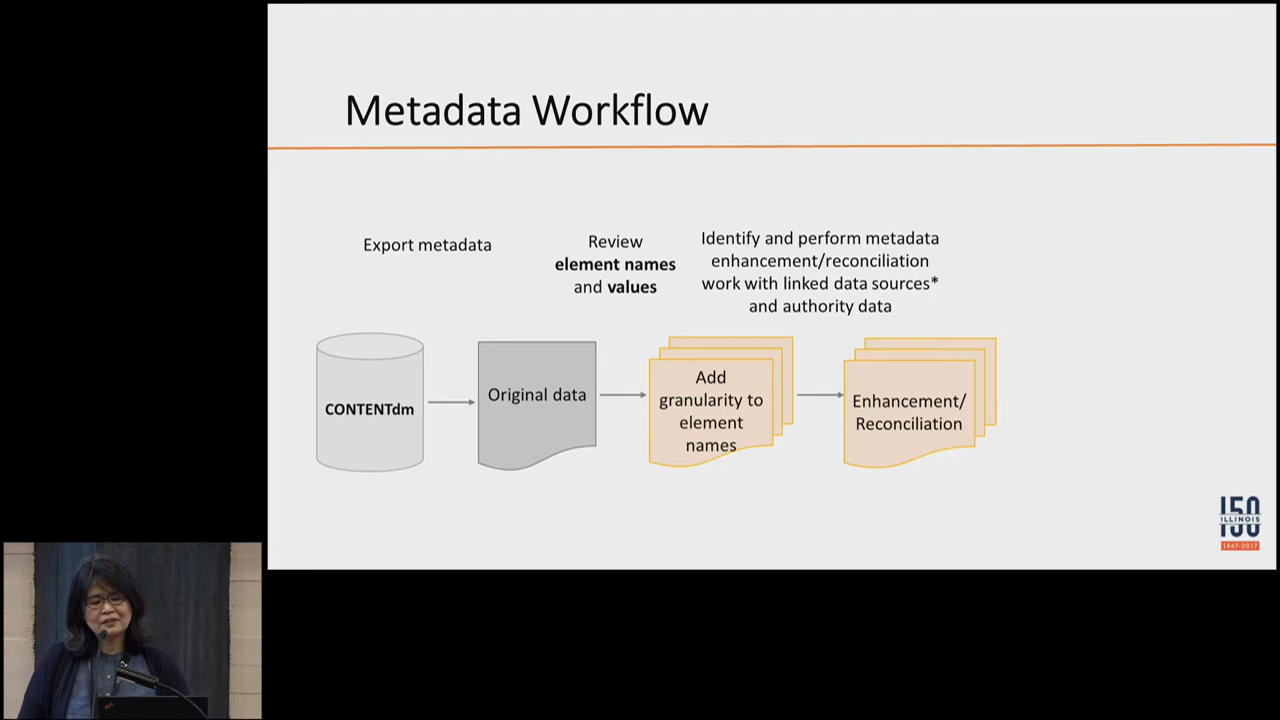 Metadata Workflow
Export metadata
Review
element names
and values
Identify and perform metadata
enhancement/reconciliation
work with linked data sources*
and authority data
CONTENTdm
Original data
Add
granularity to
element
names
Enhancement/
Reconciliation
150
ILLINOIS
1867-2017